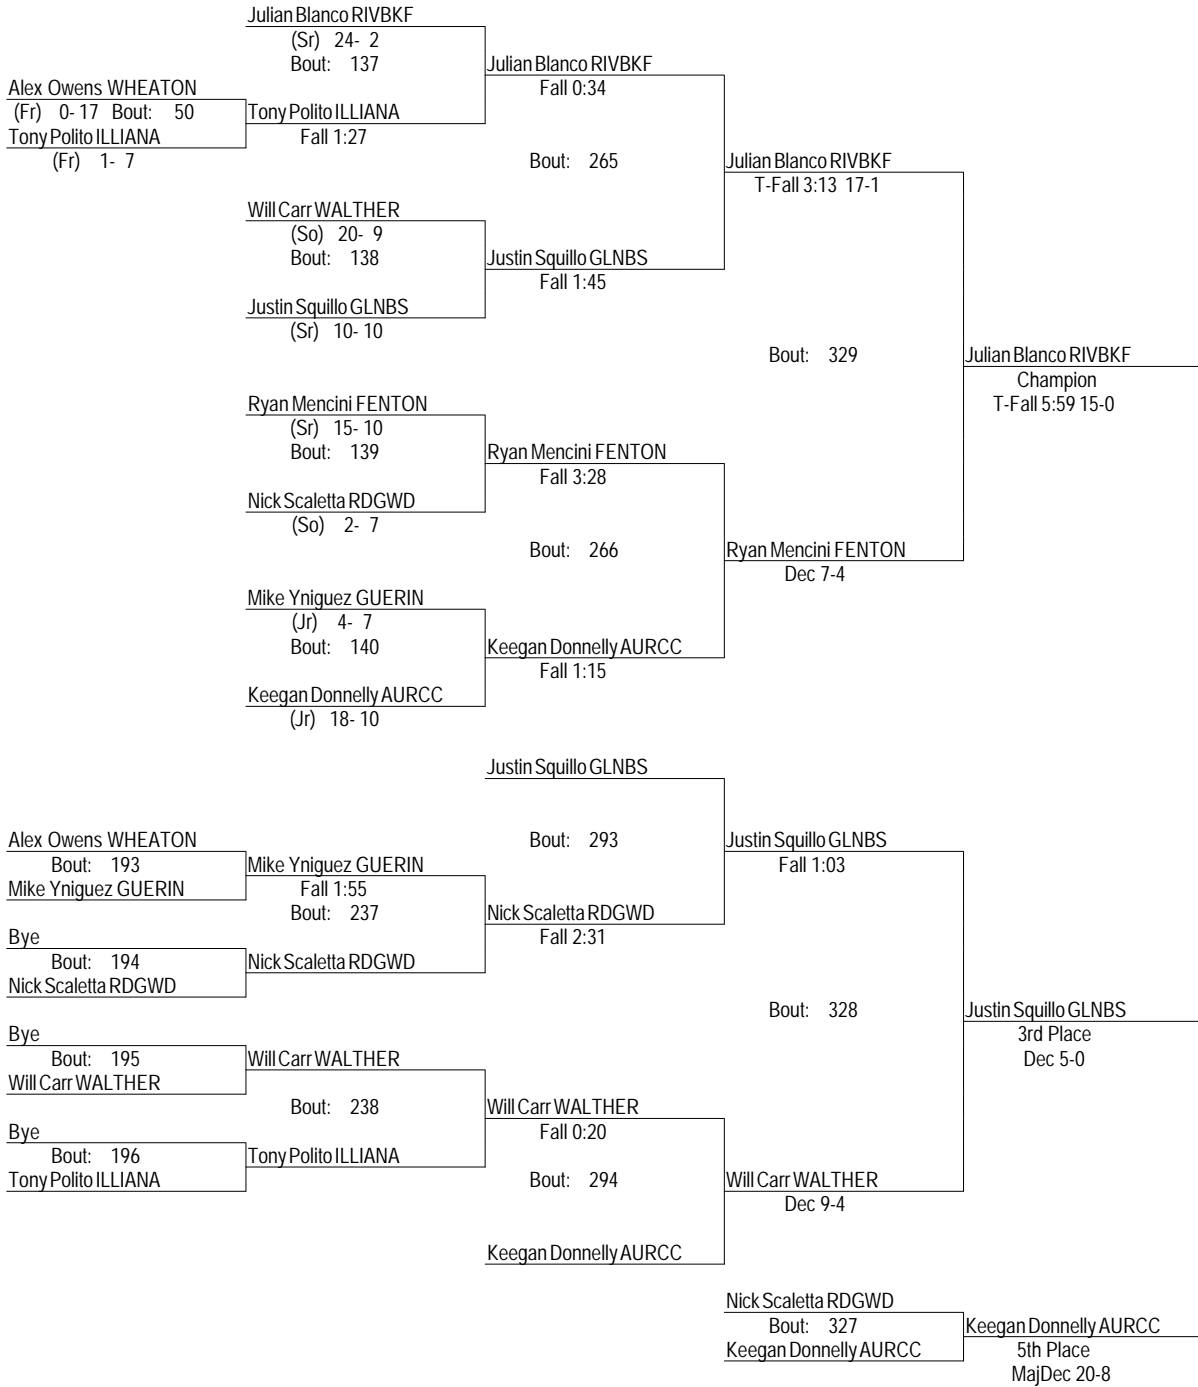 Julian Blanco RIVBKF
(Sr) 24- 2
Bout: 137
Julian Blanco RIVBKF
Fall 0:34
Alex Owens WHEATON
(Fr) 0- 17 Bout: 50
Tony Polito ILLIANA
Fall 1:27
Tony Polito ILLIANA
(Fr) 1- 7
Bout: 265
Julian Blanco RIVBKF
T-Fall 3:13 17-1
Will Carr WALTHER
(So) 20- 9
Bout: 138
Justin Squillo GLNBS
Fall 1:45
Justin Squillo GLNBS
(Sr) 10- 10
Bout: 329
Julian Blanco RIVBKF
Champion
T-Fall 5:59 15-0
Ryan Mencini FENTON
(Sr) 15- 10
Bout: 139
Ryan Mencini FENTON
Fall 3:28
Nick Scaletta RDGWD
(So) 2- 7
Bout: 266
Ryan Mencini FENTON
Dec 7-4
Mike Yniguez GUERIN
(Jr) 4- 7
Bout: 140
Keegan Donnelly AURCC
Fall 1:15
Keegan Donnelly AURCC
(Jr) 18- 10
Justin Squillo GLNBS
Bout: 293
Justin Squillo GLNBS
Fall 1:03
Alex Owens WHEATON
Bout: 193
Mike Yniguez GUERIN
Mike Yniguez GUERIN
Fall 1:55
Bout: 237
Nick Scaletta RDGWD
Fall 2:31
Bye
Bout: 194
Nick Scaletta RDGWD
Nick Scaletta RDGWD
Bout: 328
Justin Squillo GLNBS
3rd Place
Dec 5-0
Bye
Bout: 195
Will Carr WALTHER
Will Carr WALTHER
Bout: 238
Will Carr WALTHER
Fall 0:20
Bye
Bout: 196
Tony Polito ILLIANA
Tony Polito ILLIANA
Bout: 294
Will Carr WALTHER
Dec 9-4
Keegan Donnelly AURCC
Nick Scaletta RDGWD
Bout: 327
Keegan Donnelly AURCC
Keegan Donnelly AURCC
5th Place
MajDec 20-8